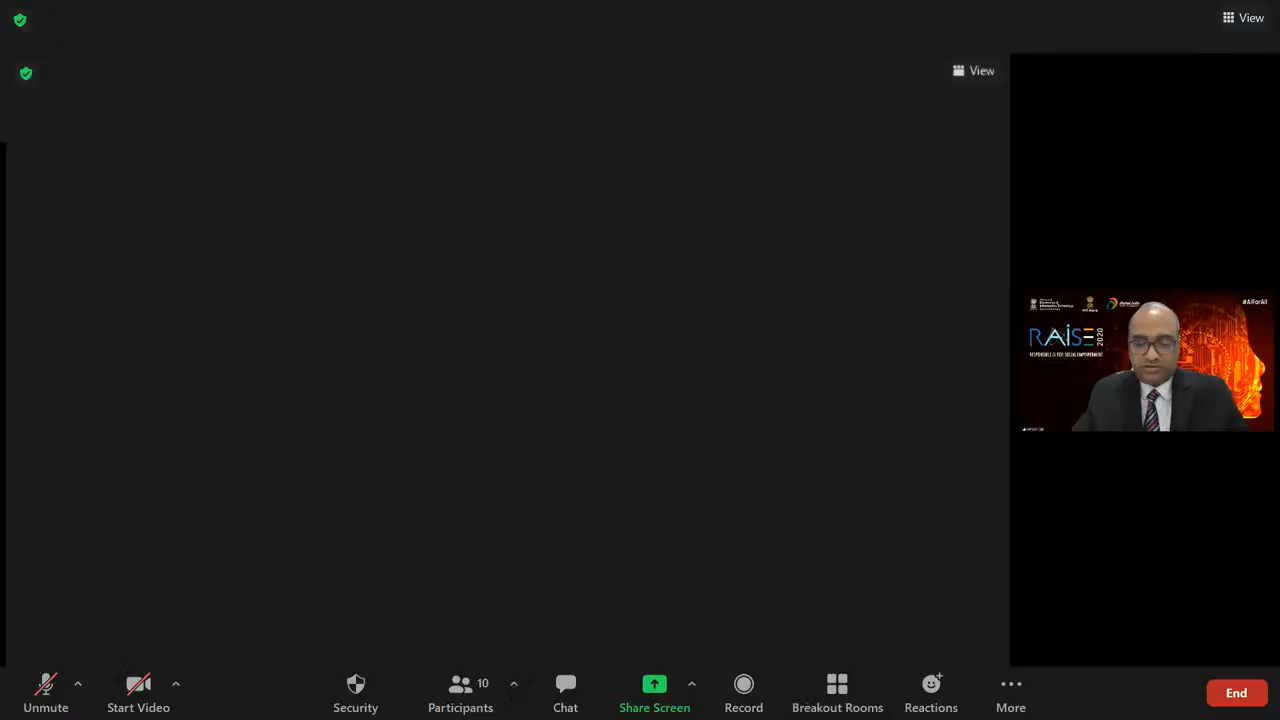 View
View
#AIForAll
RAISE 2020
RESPONSIBLE AI FOR SOCIAL EMPOWERMENT
Unmute
Start Video
Security
10
Participants
Chat
Share Screen
Record
Breakout Rooms
Reactions
More
End